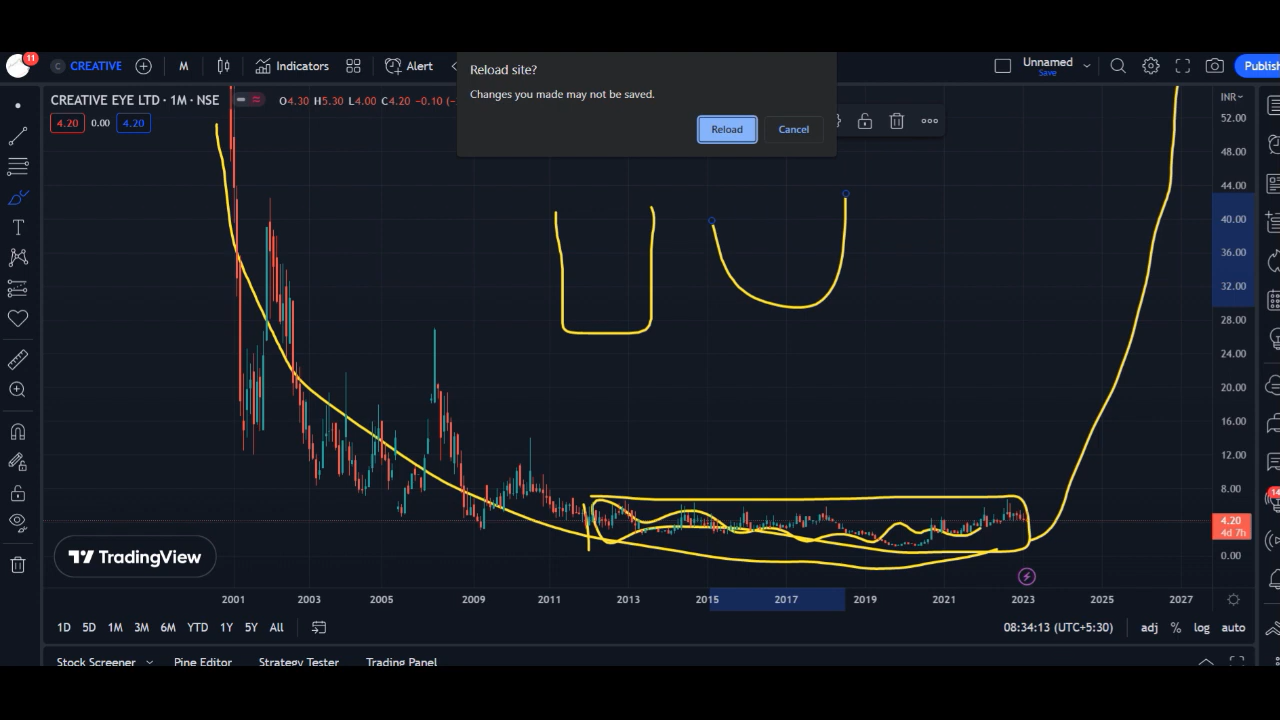 11
C CREATIVE M Indicators Alert
Reload site?
Changes you made may not be saved.
Reload Cancel
Unnamed
Save
Publish
CREATIVE EYE LTD · 1M · NSE O4.30 H5.30 L4.00 C4.20 -0.10
4.20 0.00 4.20
INR
52.00
48.00
44.00
40.00
36.00
32.00
28.00
24.00
20.00
16.00
12.00
8.00
4.20
4d 7h
0.00
14
TradingView
2001 2003 2005 2009 2011 2013 2015 2017 2019 2021 2023 2025 2027
1D 5D 1M 3M 6M YTD 1Y 5Y All 08:34:13 (UTC+5:30) adj % log auto
Stock Screener Pine Editor Strategy Tester Trading Panel